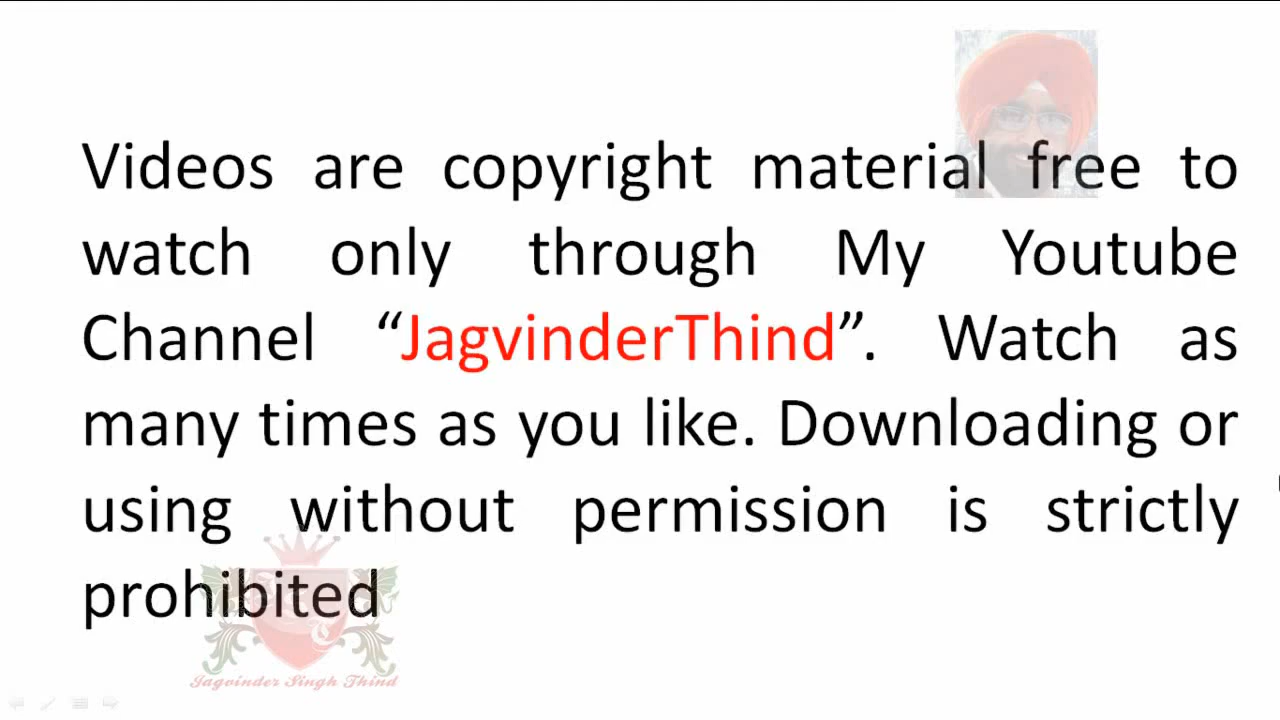 Videos are copyright material free to
watch only through My Youtube
Channel “JagvinderThind”. Watch as
many times as you like. Downloading or
using without permission is strictly
prohibited
Jagvinder Singh Thind